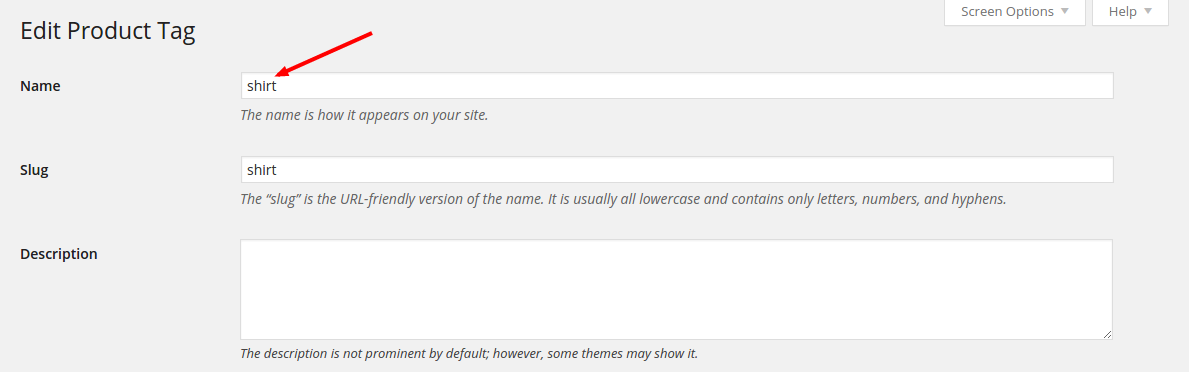 Screen Options
Help
Edit Product Tag
Name
shirt
The name is how it appears on your site.
Slug
shirt
The “slug” is the URL-friendly version of the name. It is usually all lowercase and contains only letters, numbers, and hyphens.
Description
The description is not prominent by default; however, some themes may show it.